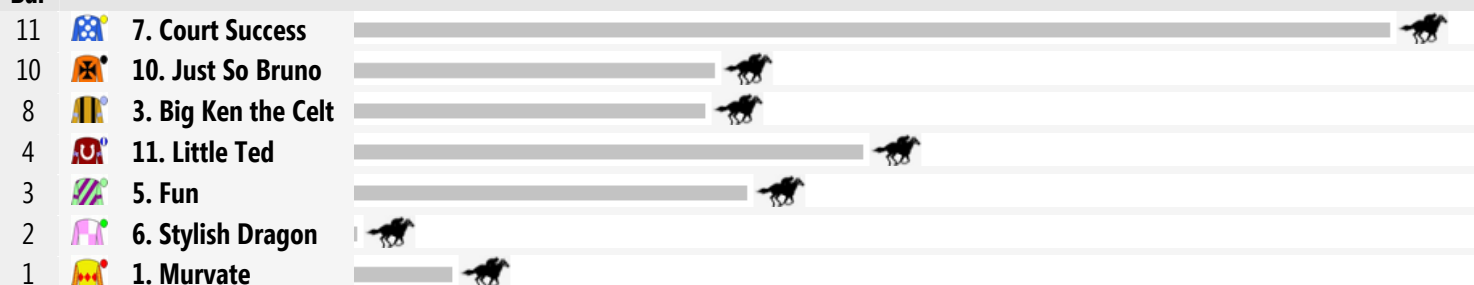 11 7. Court Success
10 10. Just So Bruno
8 3. Big Ken the Celt
4 11. Little Ted
3 5. Fun
2 6. Stylish Dragon
1 1. Murvate